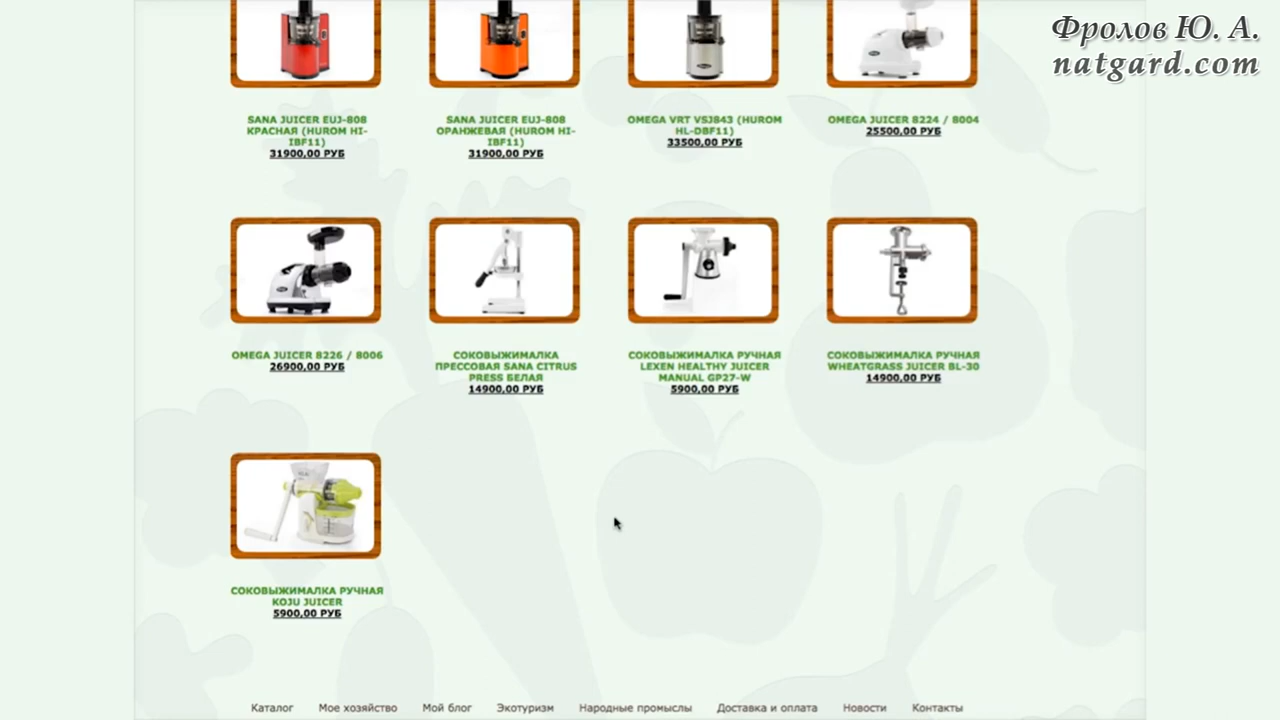 Фролов Ю. А.
natgard.com
SANA JUICER EUJ-808
КРАСНАЯ (HUROM HI-
IBF11)
31900,00 РУБ
SANA JUICER EUJ-808
ОРАНЖЕВАЯ (HUROM HI-
IBF11)
31900,00 РУБ
OMEGA VRT VSJ843 (HUROM
HL-DBF11)
33500,00 РУБ
OMEGA JUICER 8224 / 8004
25500,00 РУБ
OMEGA JUICER 8226 / 8006
26900,00 РУБ
СОКОВЫЖИМАЛКА
ПРЕССОВАЯ SANA CITRUS
PRESS БЕЛАЯ
14900,00 РУБ
СОКОВЫЖИМАЛКА РУЧНАЯ
LEXEN HEALTHY JUICER
MANUAL GP27-W
5900,00 РУБ
СОКОВЫЖИМАЛКА РУЧНАЯ
WHEATGRASS JUICER BL-30
14900,00 РУБ
СОКОВЫЖИМАЛКА РУЧНАЯ
KOJU JUICER
5900,00 РУБ
Каталог Мое хозяйство Мой блог Экотуризм Народные промыслы Доставка и оплата Новости Контакты